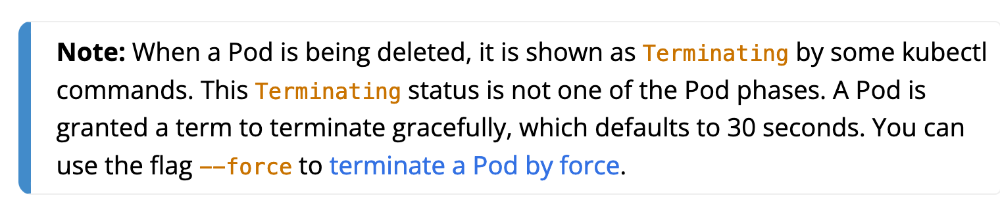 Note: When a Pod is being deleted, it is shown as Terminating by some kubectl
commands. This Terminating status is not one of the Pod phases. A Pod is
granted a term to terminate gracefully, which defaults to 30 seconds. You can
use the flag --force to terminate a Pod by force.